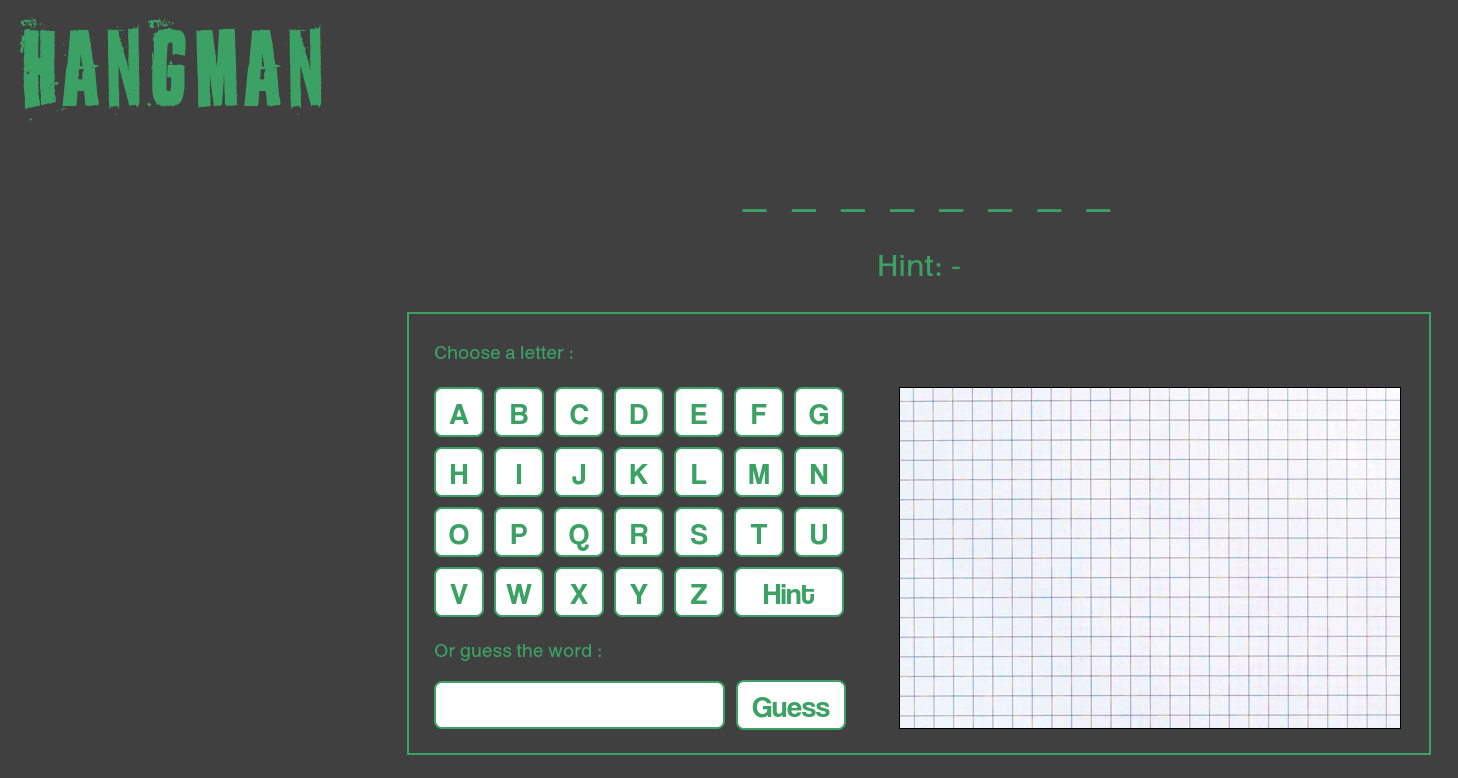 HANGMAN
_ _ _ _ _ _ _ _
Hint: -
Choose a letter :
A B C D E F G
H I J K L M N
O P Q R S T U
V W X Y Z Hint
Or guess the word :
Guess